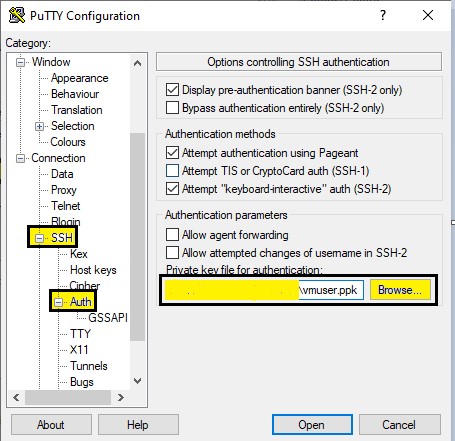 PuTTY Configuration
?
Category:
Window
Appearance
Behaviour
Translation
Selection
Colours
Connection
Data
Proxy
Telnet
Rlogin
SSH
Kex
Host keys
Cipher
Auth
GSSAPI
TTY
X11
Tunnels
Bugs
Options controlling SSH authentication
Display pre-authentication banner (SSH-2 only)
Bypass authentication entirely (SSH-2 only)
Authentication methods
Attempt authentication using Pageant
Attempt TIS or CryptoCard auth (SSH-1)
Attempt "keyboard-interactive" auth (SSH-2)
Authentication parameters
Allow agent forwarding
Allow attempted changes of username in SSH-2
Private key file for authentication:
\vmuser.ppk
Browse...
About
Help
Open
Cancel